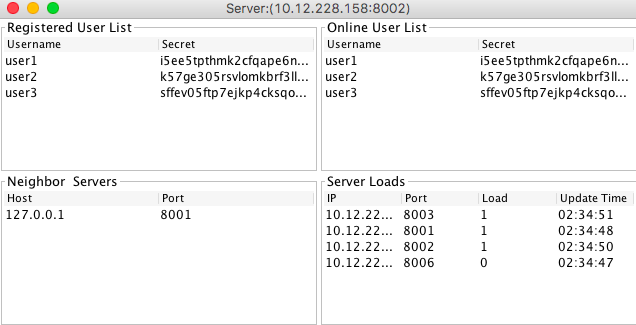 Server:(10.12.228.158:8002)
Registered User List
Username Secret
user1 i5ee5tpthmk2cfqape6n...
user2 k57ge305rsvlomkbrf3ll...
user3 sffev05ftp7ejkp4cksqo...
Online User List
Username Secret
user1 i5ee5tpthmk2cfqape6n...
user2 k57ge305rsvlomkbrf3ll...
user3 sffev05ftp7ejkp4cksqo...
Neighbor Servers
Host Port
127.0.0.1 8001
Server Loads
IP Port Load Update Time
10.12.22... 8003 1 02:34:51
10.12.22... 8001 1 02:34:48
10.12.22... 8002 1 02:34:50
10.12.22... 8006 0 02:34:47